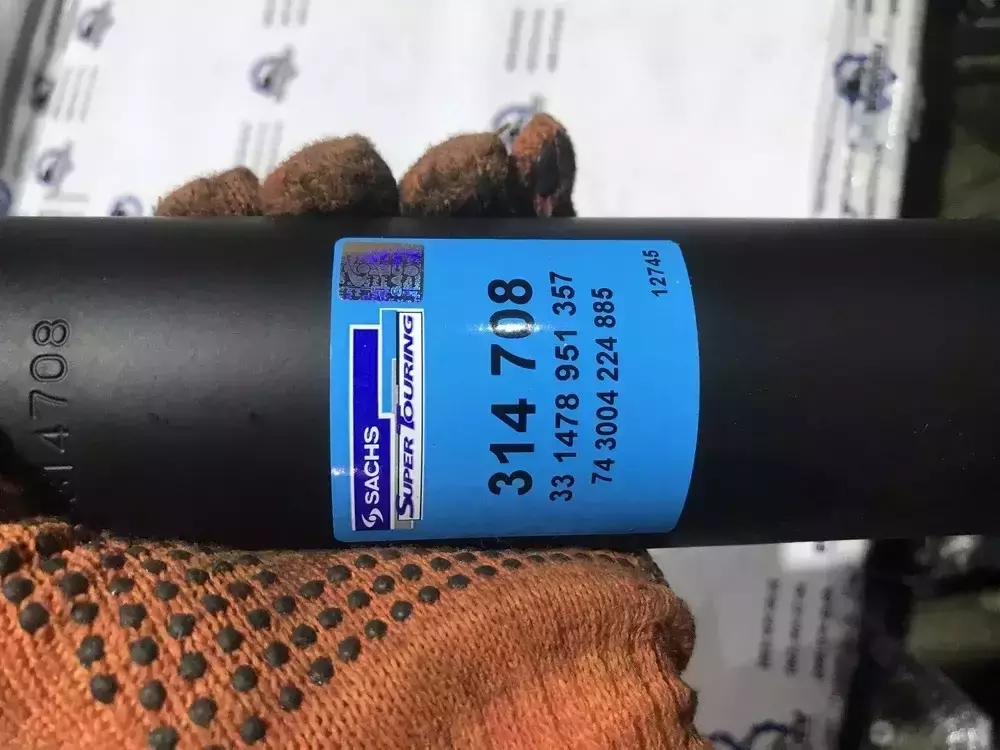 SACHS
SUPER TOURING
314 708
33 1478 951 357
74 3004 224 885
12745
314708